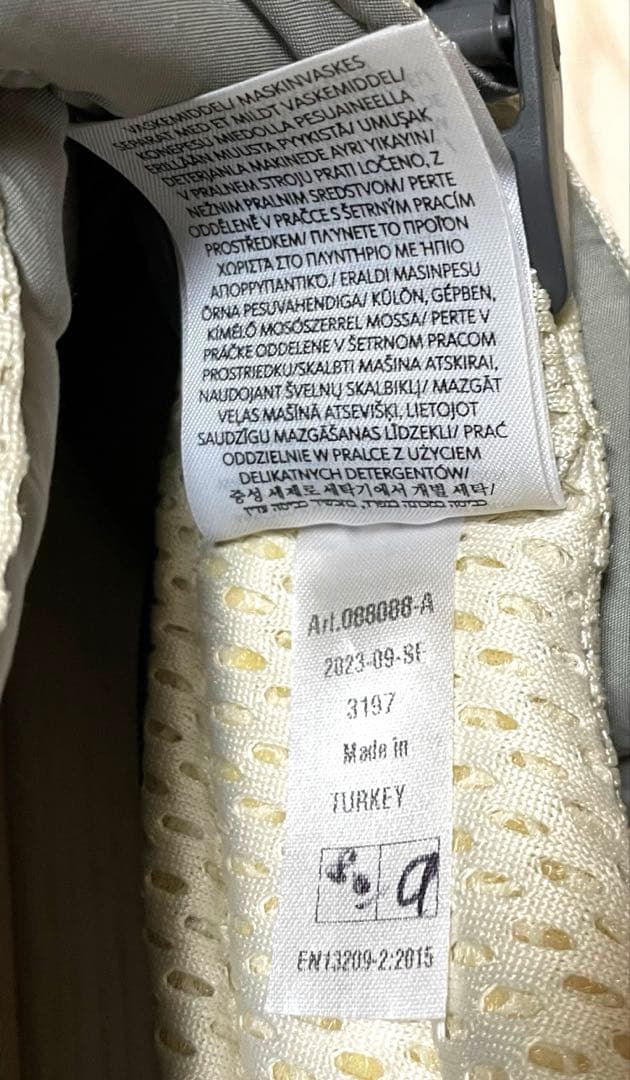 VASKEMIDDEL/ MASKINVASKES
SEPARAT MED ET MILDT VASKEMIDDEL/
KONEPESU MIEDOLLA PESUAINEELLA
ERILLÄÄN MUISTA PYYKISTÄ/ UMUŞAK
DETERJANLA MAKINEDE AYRI YIKAYIN/
V PRALNEM STROJU PRATI LOČENO, Z
NEŽNIM PRALNIM SREDSTVOM/ PERTE
ODDĚLENĚ V PRAČCE S ŠETRNÝM PRACÍM
PROSTŘEDKEM/ ΠΛΥΝΕΤΕ ΤΟ ΠΡΟΪΟΝ
ΧΩΡΙΣΤΑ ΣΤΟ ΠΛΥΝΤΗΡΙΟ ΜΕ ΉΠΙΟ
ΑΠΟΡΡΥΠΑΝΤΙΚΟ./ ERALDI MASINPESU
ÕRNA PESUVAHENDIGA/ KÜLÖN, GÉPBEN,
KÍMÉLŐ MOSÓSZERREL MOSSA/ PERTE V
PRÁČKE ODDELENE V ŠETRNOM PRACOM
PROSTRIEDKU/SKALBTI MAŠINA ATSKIRAI,
NAUDOJANT ŠVELNŲ SKALBIKLĮ/ MAZGĀT
VEĻAS MAŠĪNĀ ATSEVIŠĶI, LIETOJOT
SAUDZĪGU MAZGĀŠANAS LĪDZEKLI/ PRAĆ
ODDZIELNIE W PRALCE Z UŻYCIEM
DELIKATNYCH DETERGENTÓW/
중성 세제로 세탁기에서 개별 세탁/
Art.088088-A
2023-09-SF
3197
Made in
TURKEY
9
EN13209-2:2015